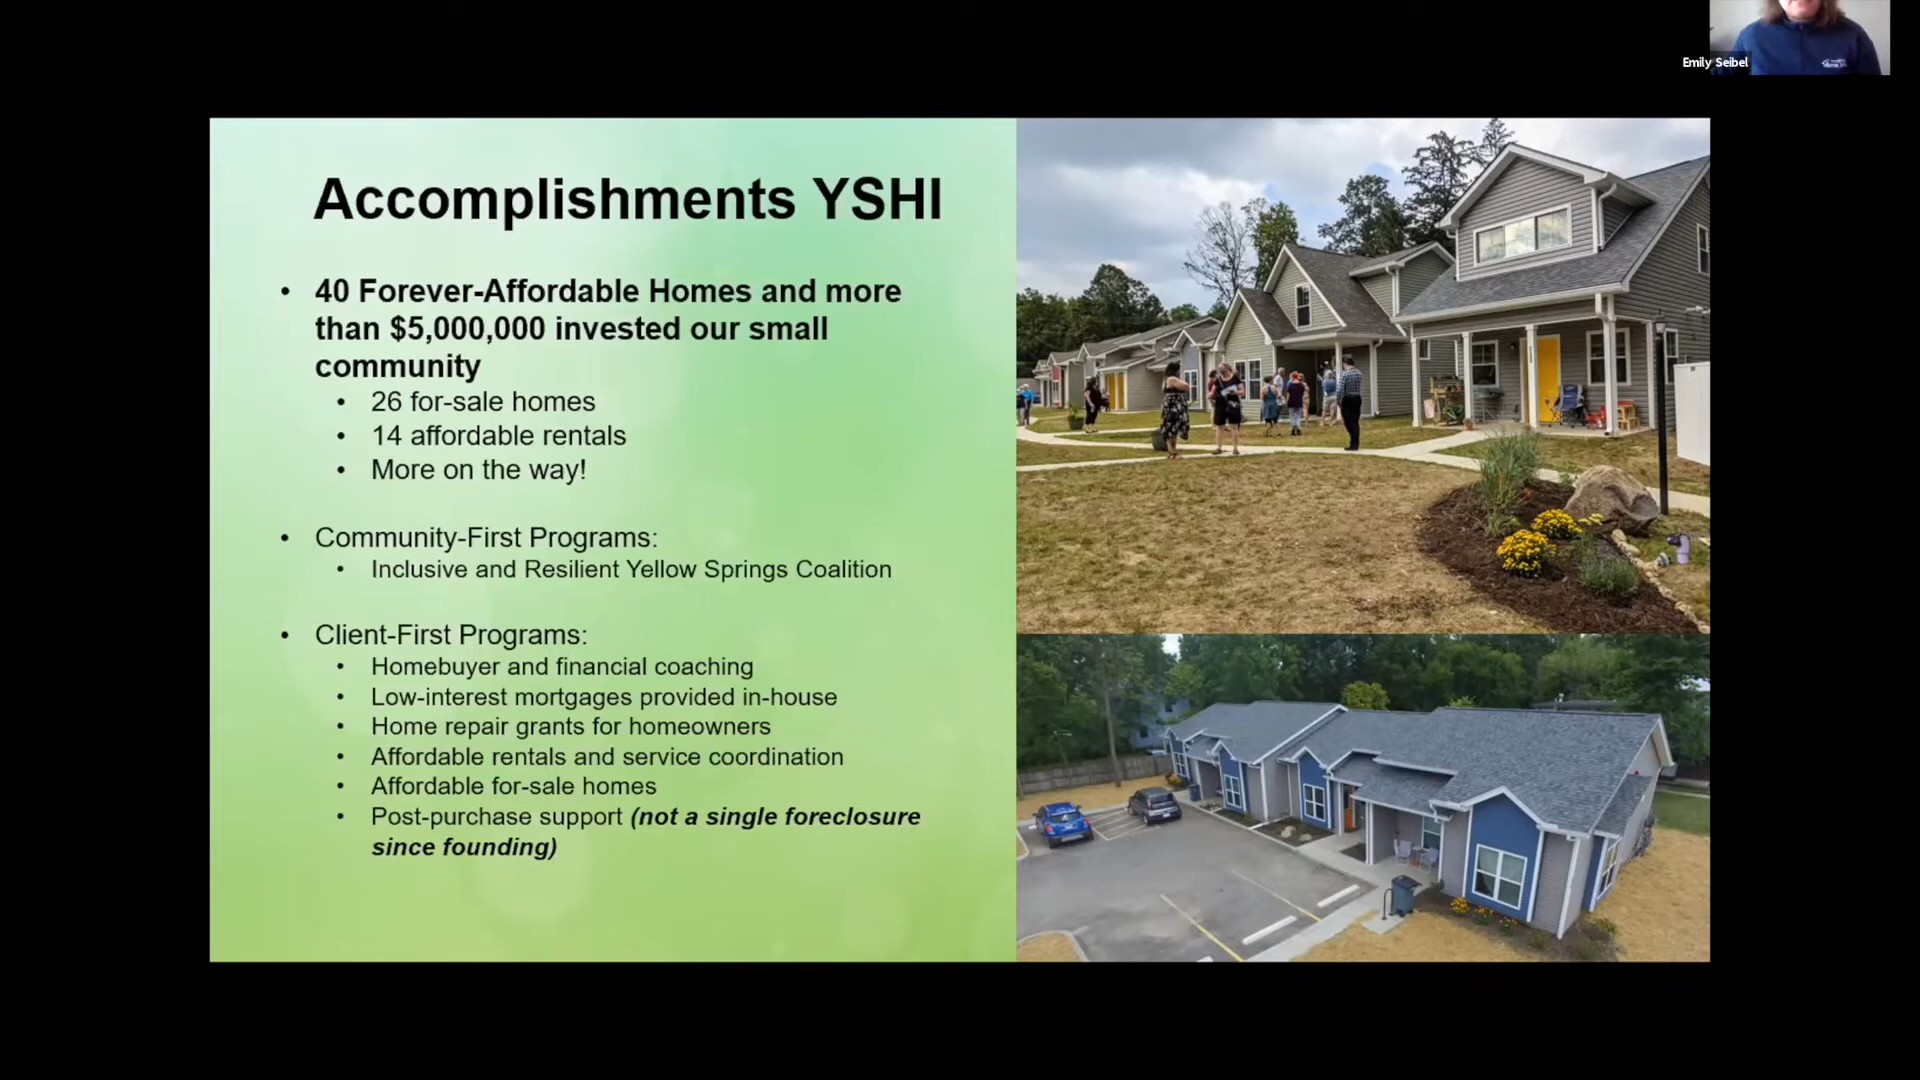 Emily Seibel
Accomplishments YSHI
• 40 Forever-Affordable Homes and more
than $5,000,000 invested our small
community
• 26 for-sale homes
• 14 affordable rentals
• More on the way!
• Community-First Programs:
• Inclusive and Resilient Yellow Springs Coalition
• Client-First Programs:
• Homebuyer and financial coaching
• Low-interest mortgages provided in-house
• Home repair grants for homeowners
• Affordable rentals and service coordination
• Affordable for-sale homes
• Post-purchase support (not a single foreclosure
since founding)